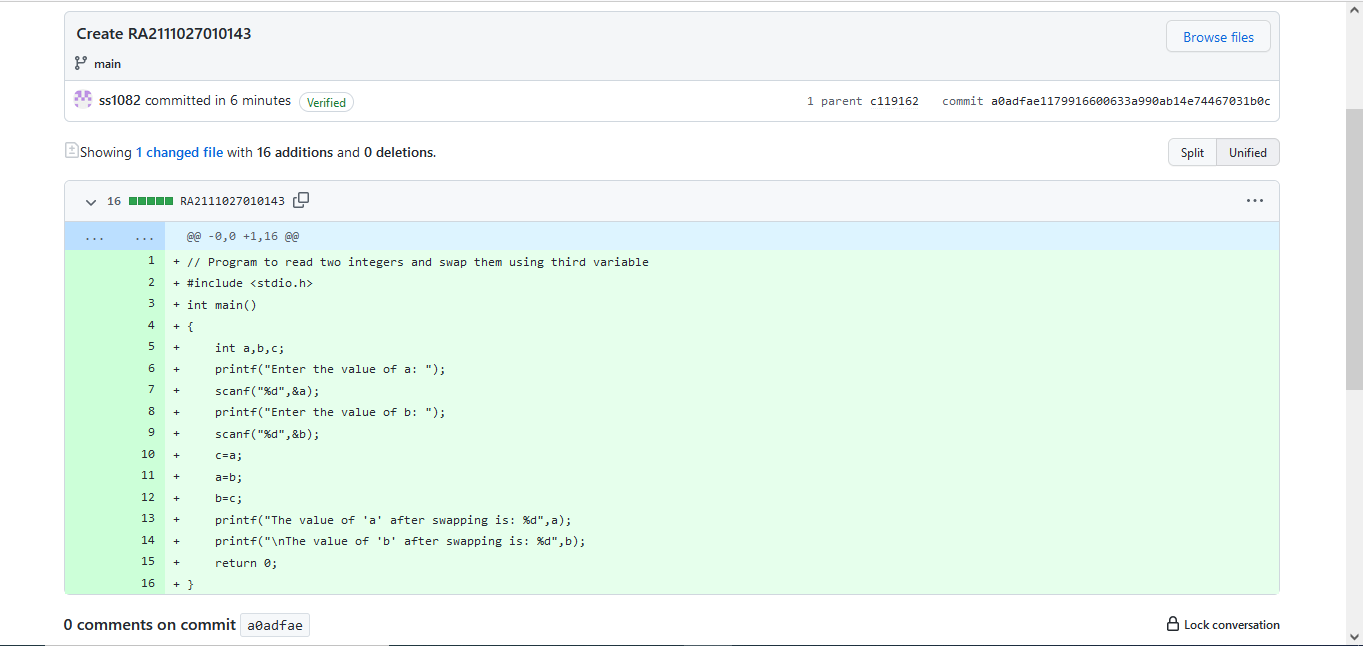 Create RA2111027010143
Browse files
main
ss1082 committed in 6 minutes Verified
1 parent c119162 commit a0adfae1179916600633a990ab14e74467031b0c
Showing 1 changed file with 16 additions and 0 deletions.
Split Unified
16 RA2111027010143 ...
... ... @@ -0,0 +1,16 @@
1 + // Program to read two integers and swap them using third variable
2 + #include <stdio.h>
3 + int main()
4 + {
5 + int a,b,c;
6 + printf("Enter the value of a: ");
7 + scanf("%d",&a);
8 + printf("Enter the value of b: ");
9 + scanf("%d",&b);
10 + c=a;
11 + a=b;
12 + b=c;
13 + printf("The value of 'a' after swapping is: %d",a);
14 + printf("\nThe value of 'b' after swapping is: %d",b);
15 + return 0;
16 + }
0 comments on commit a0adfae
Lock conversation